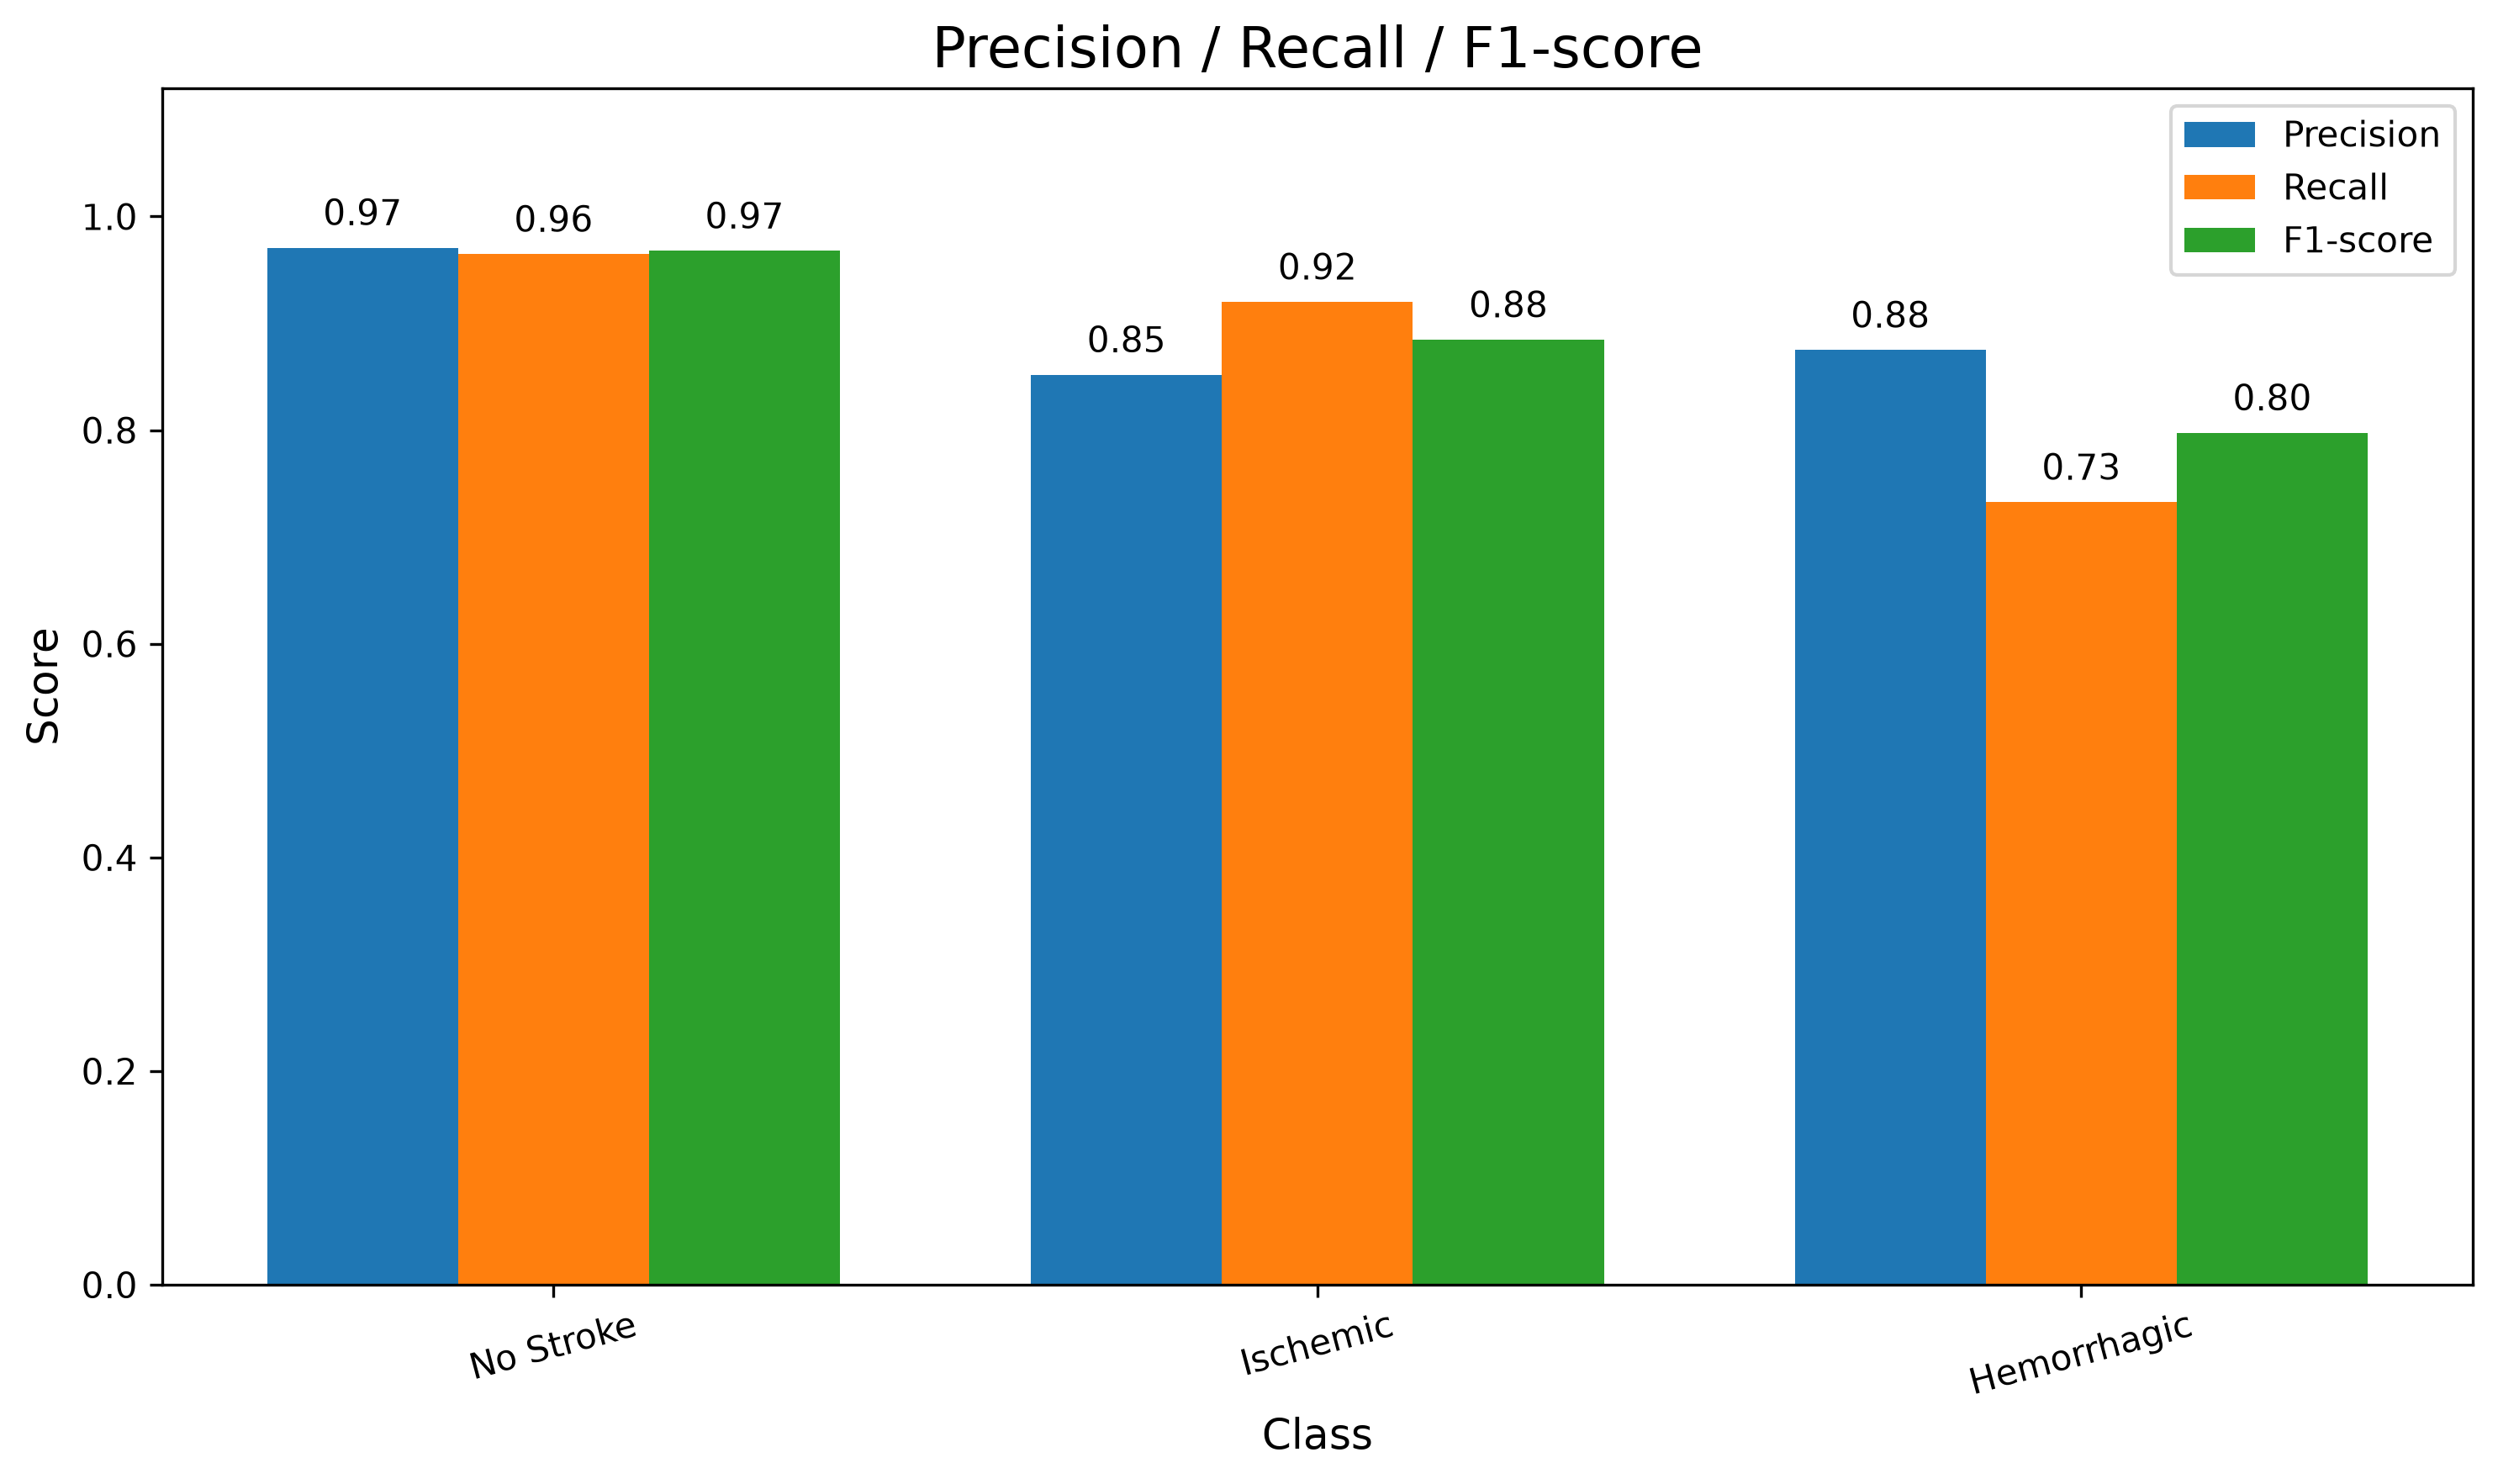 Precision / Recall / F1-score
Precision
Recall
F1-score
Score
1.0
0.8
0.6
0.4
0.2
0.0
0.97
0.96
0.97
0.85
0.92
0.88
0.88
0.73
0.80
No Stroke
Ischemic
Hemorrhagic
Class